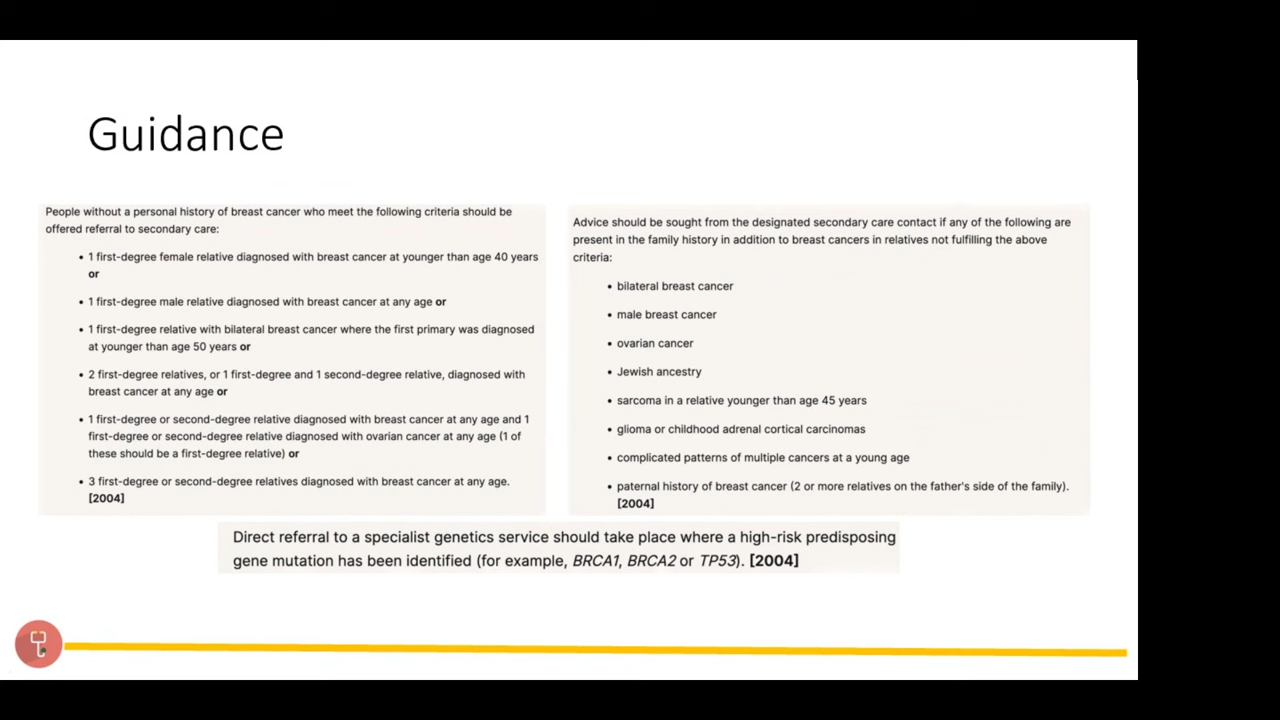 Guidance
People without a personal history of breast cancer who meet the following criteria should be
offered referral to secondary care:
• 1 first-degree female relative diagnosed with breast cancer at younger than age 40 years
or
• 1 first-degree male relative diagnosed with breast cancer at any age or
• 1 first-degree relative with bilateral breast cancer where the first primary was diagnosed
at younger than age 50 years or
• 2 first-degree relatives, or 1 first-degree and 1 second-degree relative, diagnosed with
breast cancer at any age or
• 1 first-degree or second-degree relative diagnosed with breast cancer at any age and 1
first-degree or second-degree relative diagnosed with ovarian cancer at any age (1 of
these should be a first-degree relative) or
• 3 first-degree or second-degree relatives diagnosed with breast cancer at any age.
[2004]
Advice should be sought from the designated secondary care contact if any of the following are
present in the family history in addition to breast cancers in relatives not fulfilling the above
criteria:
• bilateral breast cancer
• male breast cancer
• ovarian cancer
• Jewish ancestry
• sarcoma in a relative younger than age 45 years
• glioma or childhood adrenal cortical carcinomas
• complicated patterns of multiple cancers at a young age
• paternal history of breast cancer (2 or more relatives on the father's side of the family).
[2004]
Direct referral to a specialist genetics service should take place where a high-risk predisposing
gene mutation has been identified (for example, BRCA1, BRCA2 or TP53). [2004]